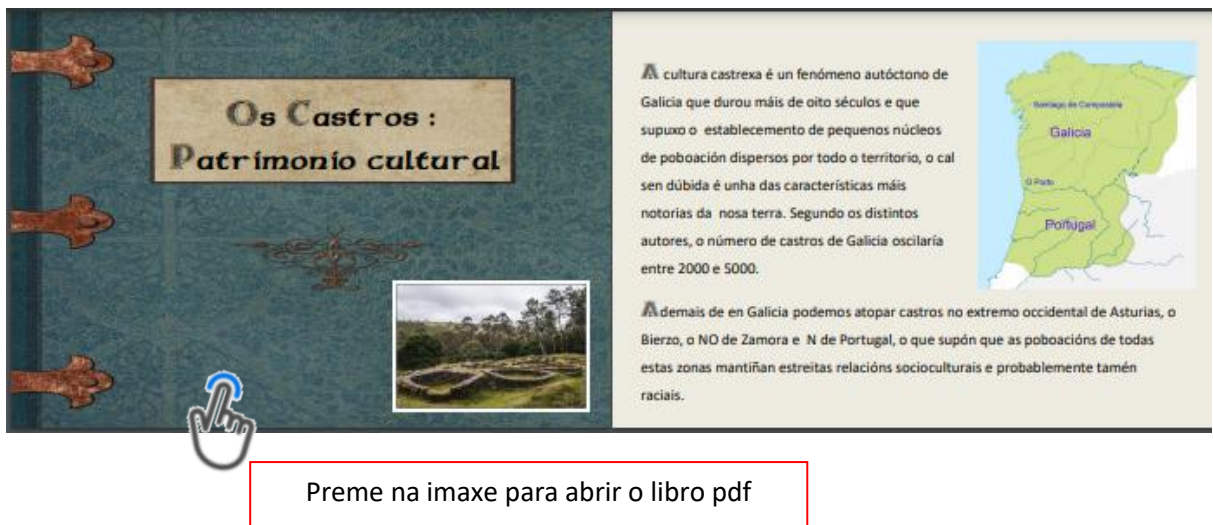 Os Castros :
Patrimonio cultural
A cultura castrexa é un fenómeno autóctono de
Galicia que durou máis de oito séculos e que
supuxo o establecemento de pequenos núcleos
de poboación dispersos por todo o territorio, o cal
sen dúbida é unha das características máis
notorias da nosa terra. Segundo os distintos
autores, o número de castros de Galicia oscilaría
entre 2000 e 5000.
Santiago de Compostela
Galicia
O Porto
Portugal
Ademais de en Galicia podemos atopar castros no extremo occidental de Asturias, o
Bierzo, o NO de Zamora e N de Portugal, o que supón que as poboacións de todas
estas zonas mantiñan estreitas relacións socioculturais e probablemente tamén
raciais.
Preme na imaxe para abrir o libro pdf